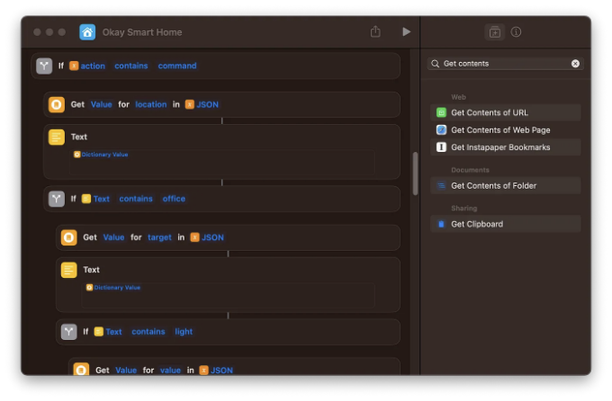 Okay Smart Home
If action contains command
Get Value for location in JSON
Text
Dictionary Value
If Text contains office
Get Value for target in JSON
Text
Dictionary Value
If Text contains light
Get Value for value in JSON
Get contents
Web
Get Contents of URL
Get Contents of Web Page
I Get Instapaper Bookmarks
Documents
Get Contents of Folder
Sharing
Get Clipboard